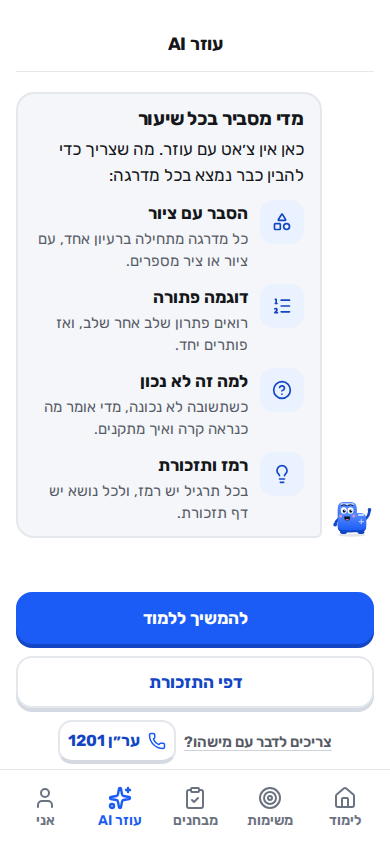 עוזר AI
מדי מסביר בכל שיעור
כאן אין צ׳אט עם עוזר. מה שצריך כדי
להבין כבר נמצא בכל מדרגה:
הסבר עם ציור
כל מדרגה מתחילה ברעיון אחד, עם
ציור או ציר מספרים.
דוגמה פתורה
רואים פתרון שלב אחר שלב, ואז
פותרים יחד.
למה זה לא נכון
כשתשובה לא נכונה, מדי אומר מה
כנראה קרה ואיך מתקנים.
רמז ותזכורת
בכל תרגיל יש רמז, ולכל נושא יש
דף תזכורת.
להמשיך ללמוד
דפי התזכורת
צריכים לדבר עם מישהו? ער״ן 1201
לימוד
משימות
מבחנים
עוזר AI
אני